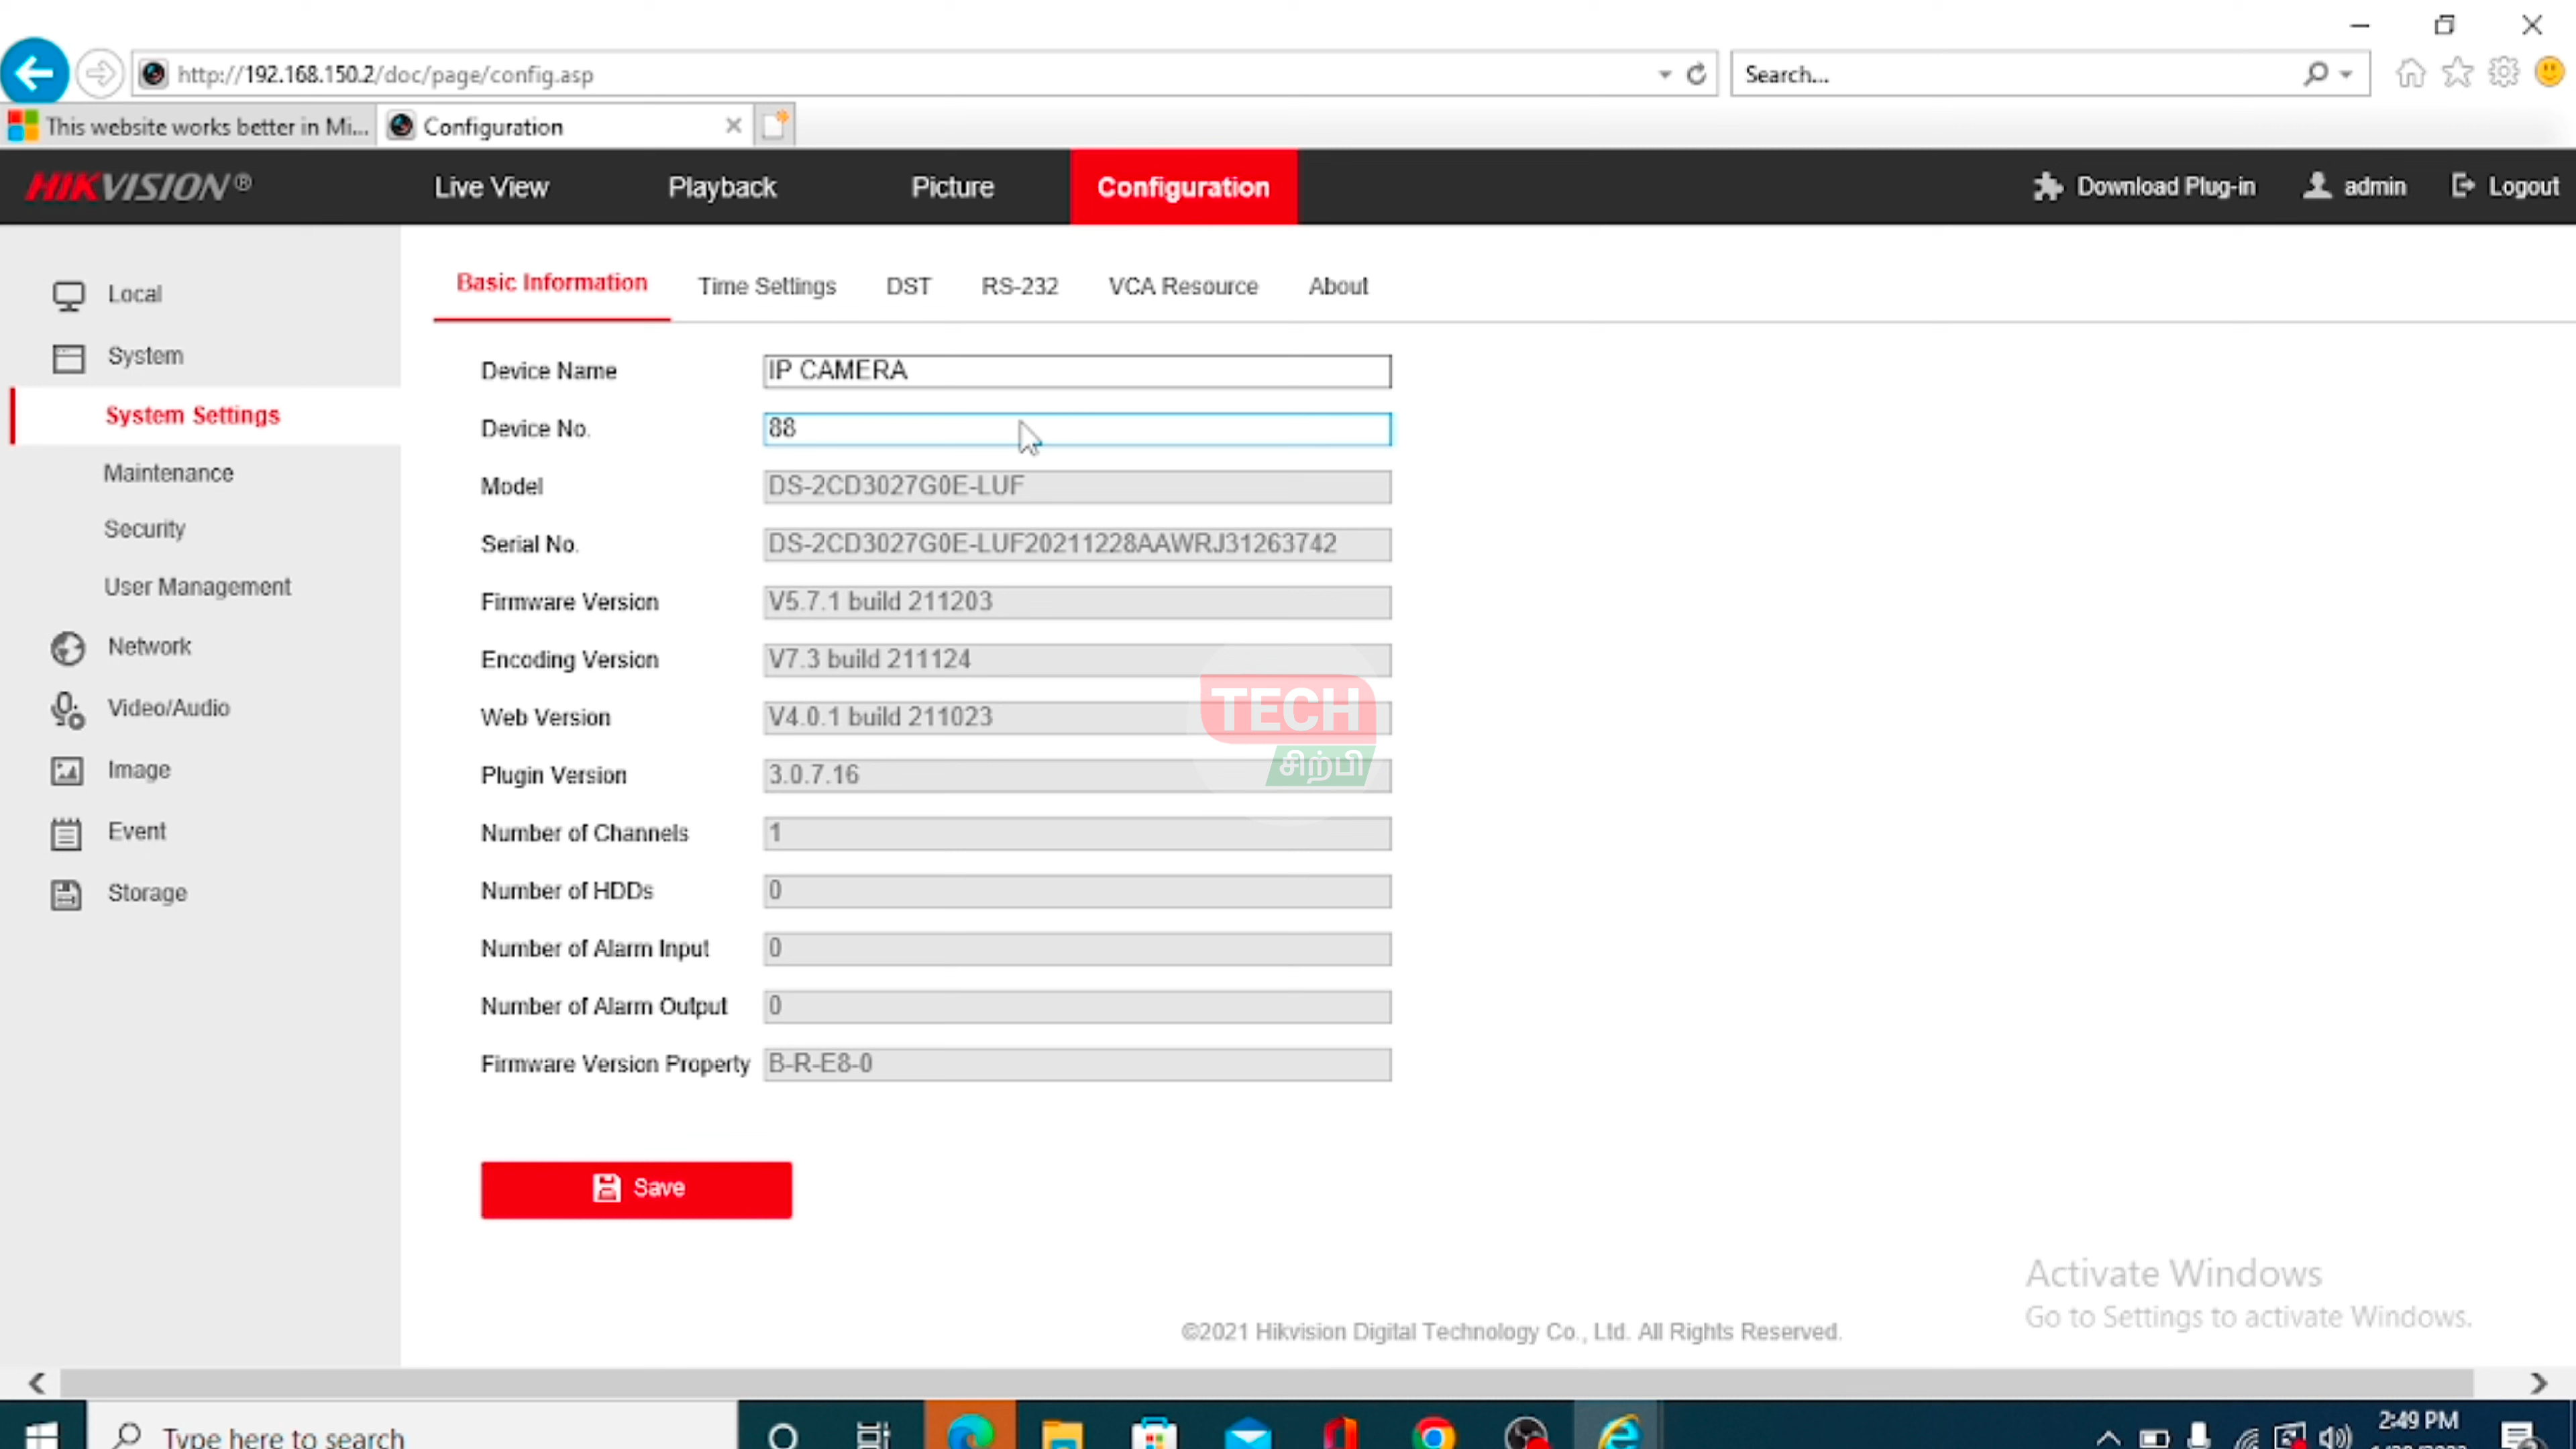 http://192.168.150.2/doc/page/config.asp
Search...
This website works better in Mi...
Configuration
HIKVISION®
Live View
Playback
Picture
Configuration
Download Plug-in
admin
Logout
Local
System
System Settings
Maintenance
Security
User Management
Network
Video/Audio
Image
Event
Storage
Basic Information
Time Settings
DST
RS-232
VCA Resource
About
Device Name IP CAMERA
Device No. 88
Model DS-2CD3027G0E-LUF
Serial No. DS-2CD3027G0E-LUF20211228AAWRJ31263742
Firmware Version V5.7.1 build 211203
Encoding Version V7.3 build 211124
Web Version V4.0.1 build 211023
Plugin Version 3.0.7.16
Number of Channels 1
Number of HDDs 0
Number of Alarm Input 0
Number of Alarm Output 0
Firmware Version Property B-R-E8-0
TECH
சிற்பி
Save
Activate Windows
Go to Settings to activate Windows.
©2021 Hikvision Digital Technology Co., Ltd. All Rights Reserved.
Type here to search
2:49 PM